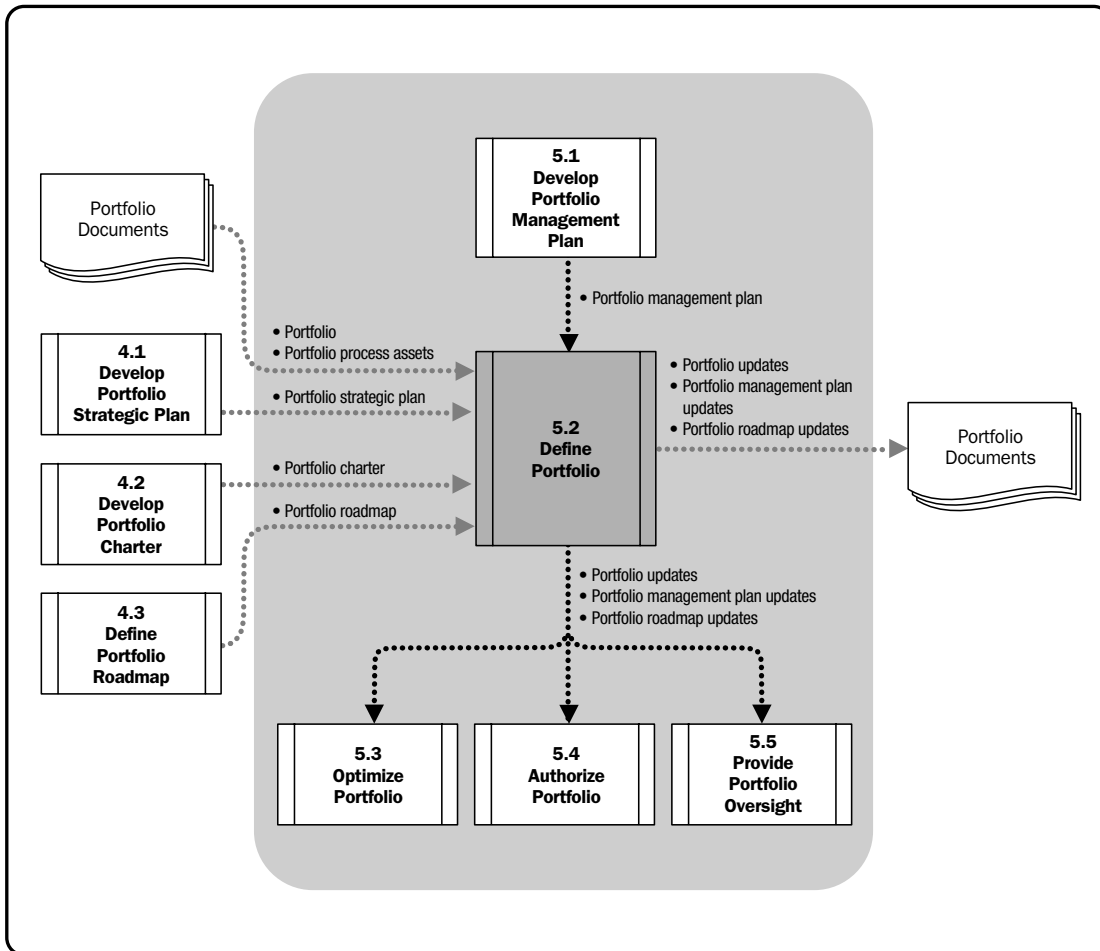 5.1
Develop
Portfolio
Management
Plan
Portfolio
Documents
• Portfolio management plan
• Portfolio
• Portfolio process assets
4.1
Develop
Portfolio
Strategic Plan
• Portfolio strategic plan
5.2
Define
Portfolio
• Portfolio updates
• Portfolio management plan
updates
• Portfolio roadmap updates
Portfolio
Documents
4.2
Develop
Portfolio
Charter
• Portfolio charter
• Portfolio roadmap
4.3
Define
Portfolio
Roadmap
• Portfolio updates
• Portfolio management plan updates
• Portfolio roadmap updates
5.3
Optimize
Portfolio
5.4
Authorize
Portfolio
5.5
Provide
Portfolio
Oversight